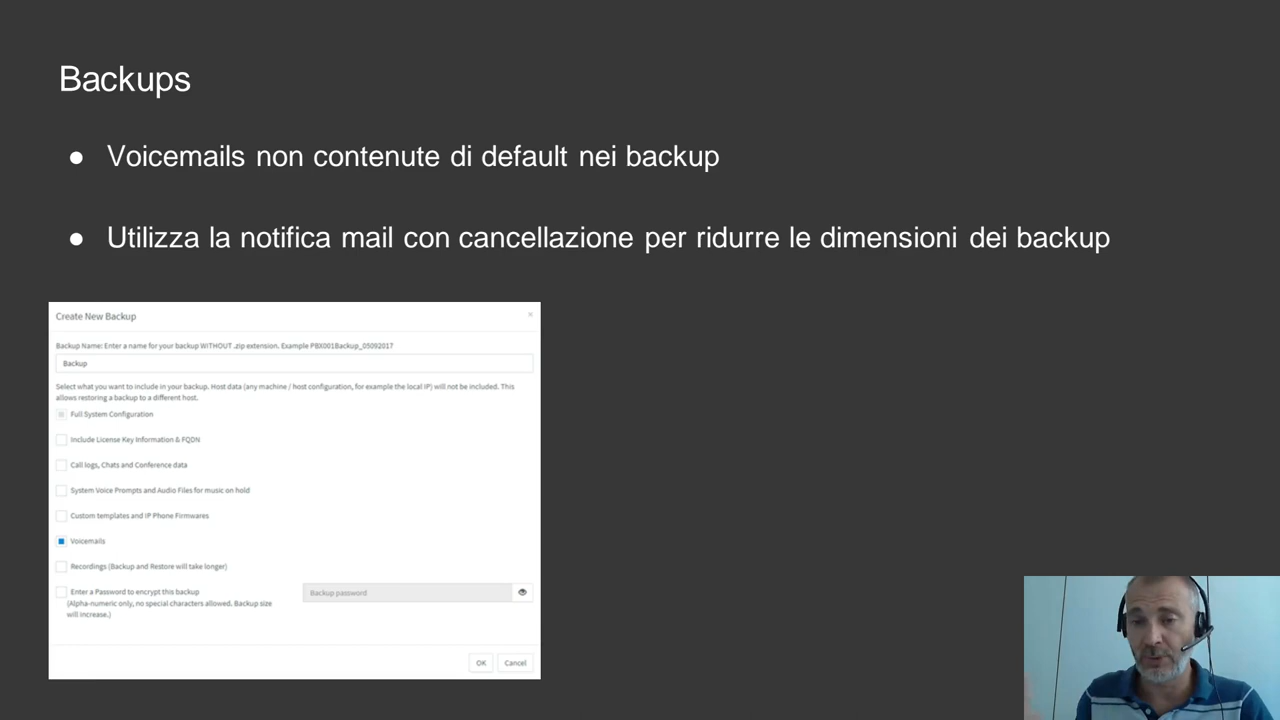 Backups
● Voicemails non contenute di default nei backup
● Utilizza la notifica mail con cancellazione per ridurre le dimensioni dei backup
Create New Backup ×
Backup Name: Enter a name for your backup WITHOUT .zip extension. Example PBX001Backup_05092017
Backup
Select what you want to include in your backup. Host data (any machine / host configuration, for example the local IP) will not be included. This
allows restoring a backup to a different host.
Full System Configuration
Include License Key Information & FQDN
Call logs, Chats and Conference data
System Voice Prompts and Audio Files for music on hold
Custom templates and IP Phone Firmwares
Voicemails
Recordings (Backup and Restore will take longer)
Enter a Password to encrypt this backup Backup password
(Alpha-numeric only, no special characters allowed. Backup size
will increase.)
OK Cancel